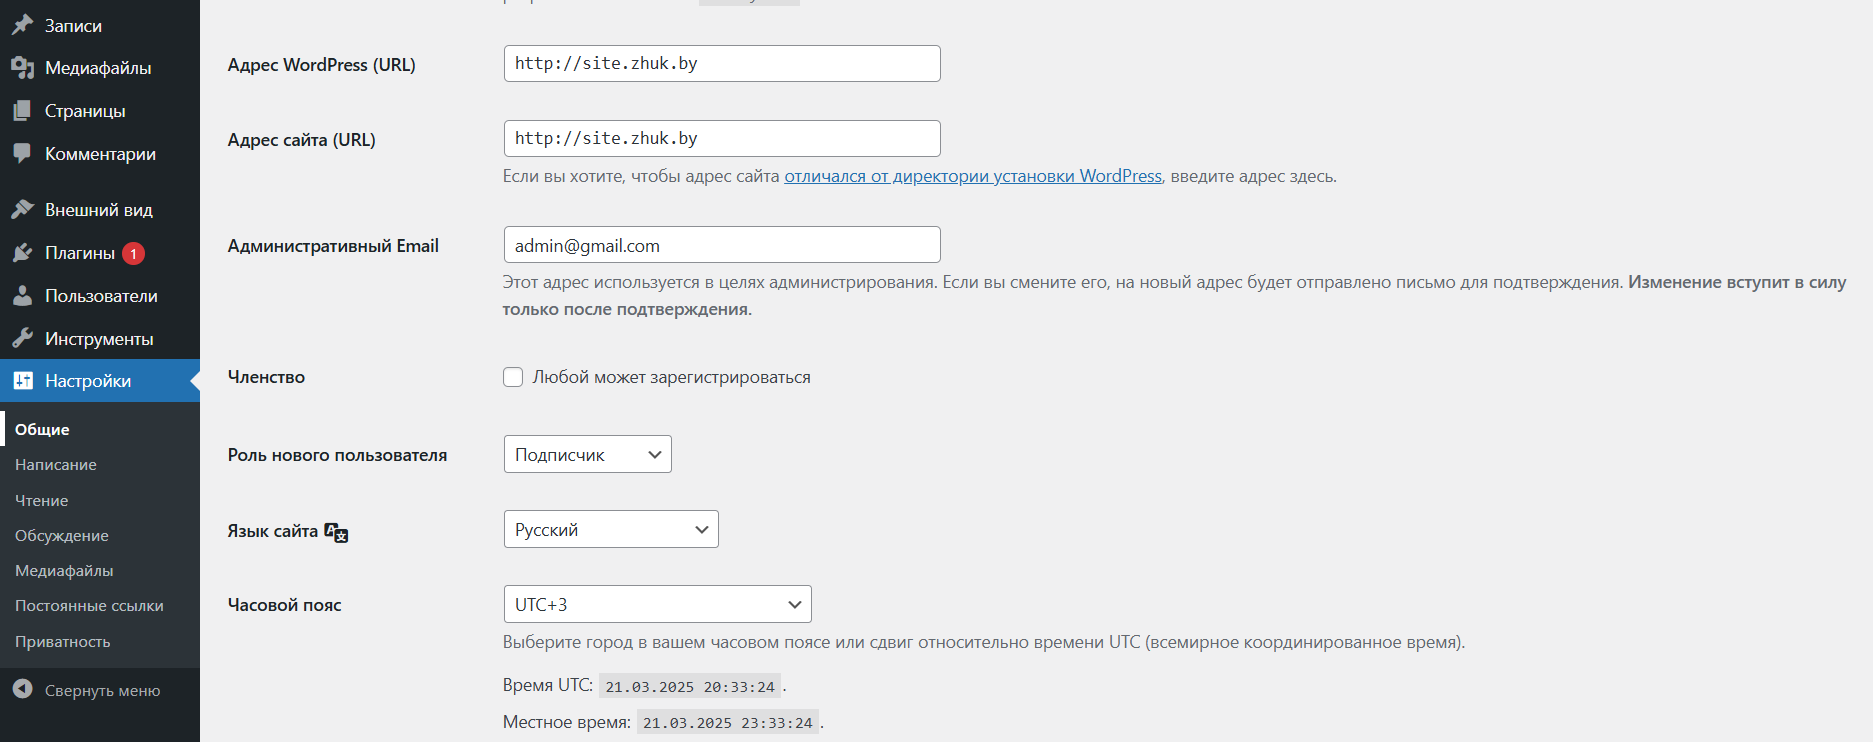 Записи
Медиафайлы
Страницы
Комментарии
Внешний вид
Плагины 1
Пользователи
Инструменты
Настройки
Общие
Написание
Чтение
Обсуждение
Медиафайлы
Постоянные ссылки
Приватность
Свернуть меню
Адрес WordPress (URL)
http://site.zhuk.by
Адрес сайта (URL)
http://site.zhuk.by
Если вы хотите, чтобы адрес сайта отличался от директории установки WordPress, введите адрес здесь.
Административный Email
admin@gmail.com
Этот адрес используется в целях администрирования. Если вы смените его, на новый адрес будет отправлено письмо для подтверждения. Изменение вступит в силу
только после подтверждения.
Членство
Любой может зарегистрироваться
Роль нового пользователя
Подписчик
Язык сайта
Русский
Часовой пояс
UTC+3
Выберите город в вашем часовом поясе или сдвиг относительно времени UTC (всемирное координированное время).
Время UTC: 21.03.2025 20:33:24 .
Местное время: 21.03.2025 23:33:24 .